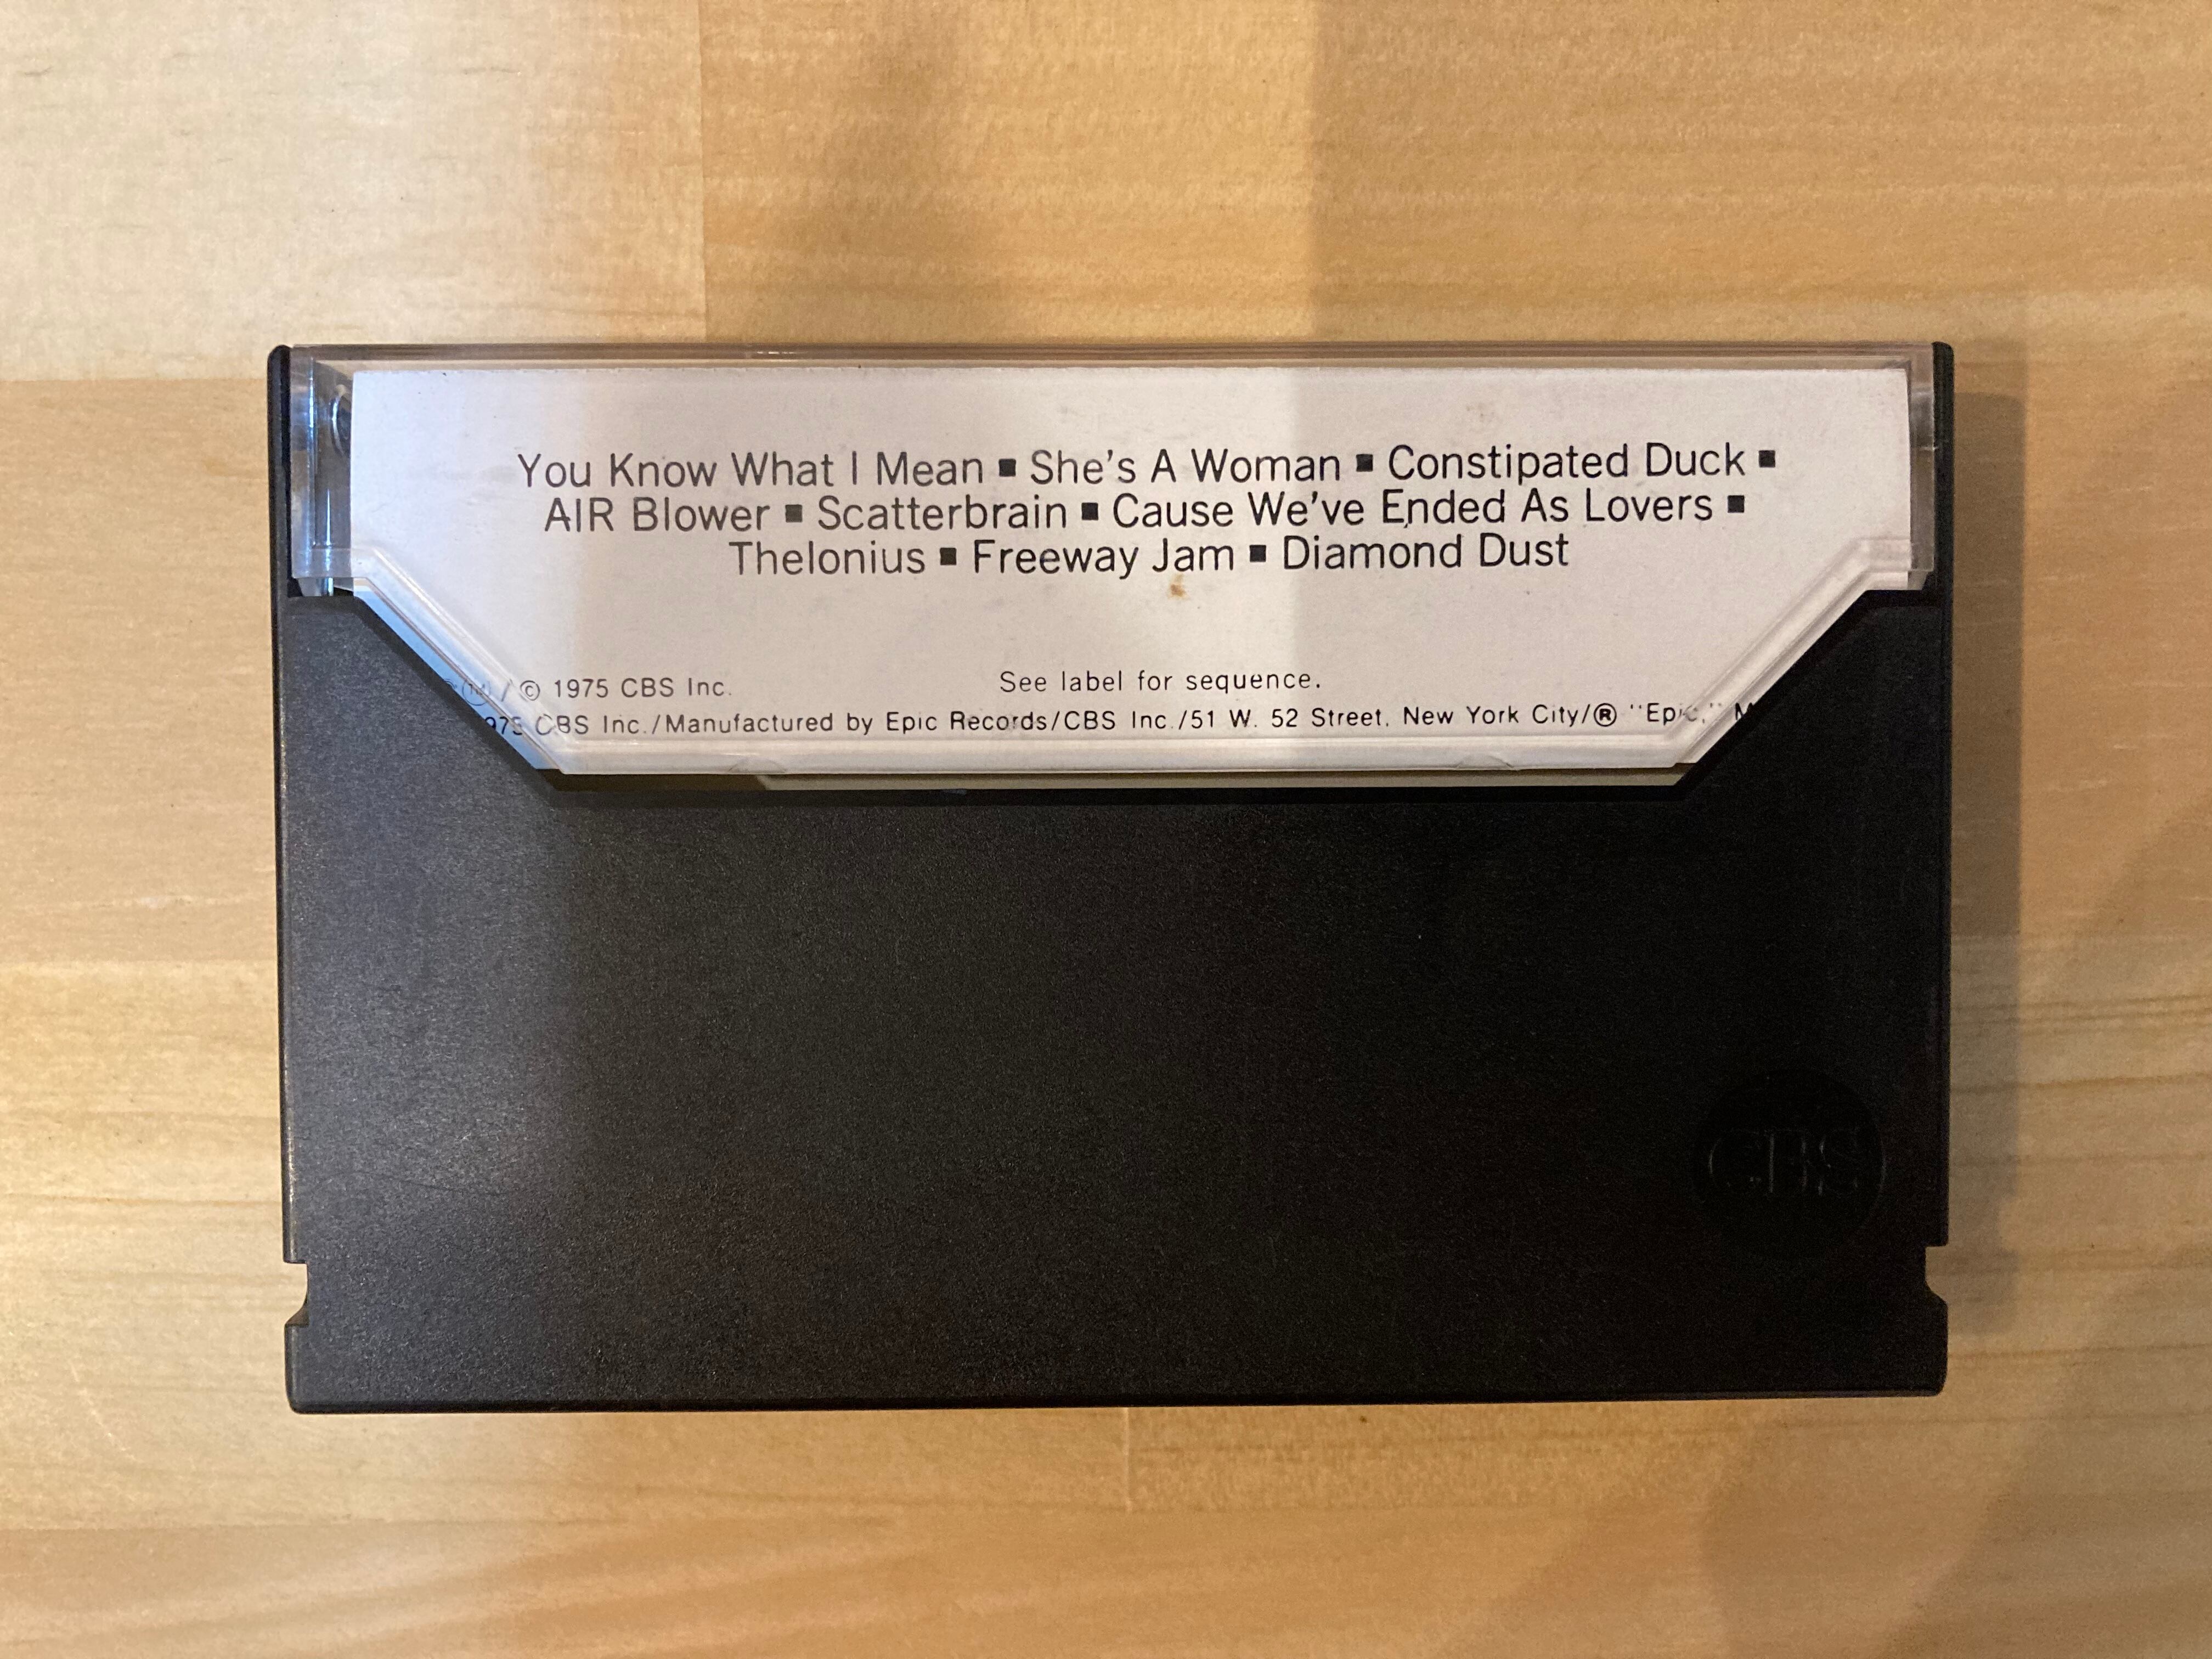 You Know What I Mean ■ She's A Woman ■ Constipated Duck ■
AIR Blower ■ Scatterbrain ■ Cause We've Ended As Lovers ■
Thelonius ■ Freeway Jam ■ Diamond Dust
© 1975 CBS Inc.
See label for sequence.
CBS Inc./Manufactured by Epic Records/CBS Inc./51 W. 52 Street, New York City/® "Epic,"
CBS